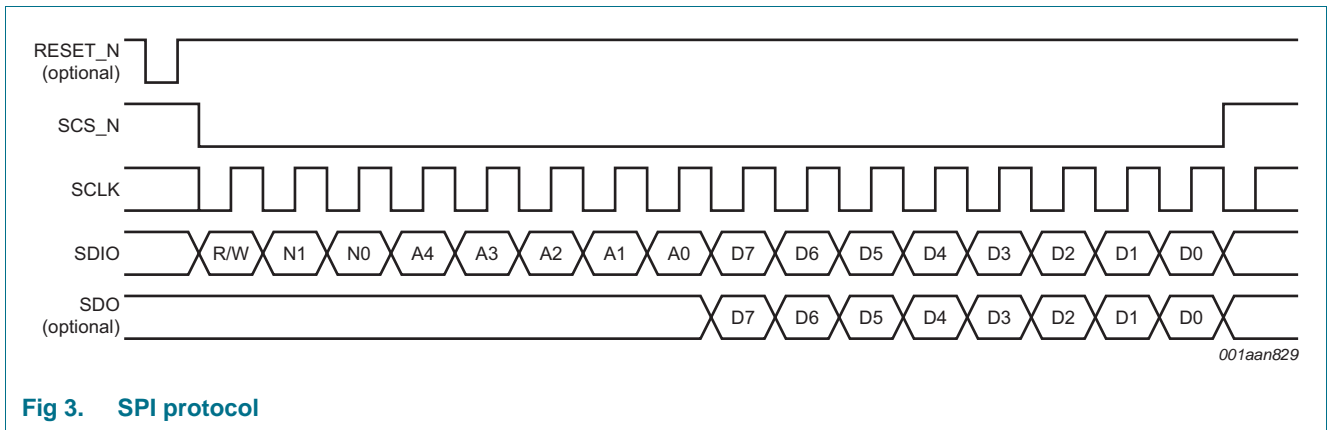 RESET_N
(optional)
SCS_N
SCLK
SDIO R/W N1 N0 A4 A3 A2 A1 A0 D7 D6 D5 D4 D3 D2 D1 D0
SDO
(optional) D7 D6 D5 D4 D3 D2 D1 D0
001aan829
Fig 3. SPI protocol